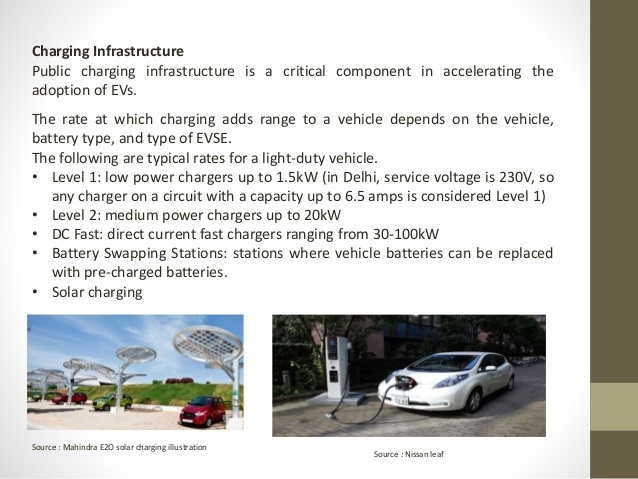 Charging Infrastructure
Public charging infrastructure is a critical component in accelerating the
adoption of EVs.
The rate at which charging adds range to a vehicle depends on the vehicle,
battery type, and type of EVSE.
The following are typical rates for a light-duty vehicle.
• Level 1: low power chargers up to 1.5kW (in Delhi, service voltage is 230V, so
any charger on a circuit with a capacity up to 6.5 amps is considered Level 1)
• Level 2: medium power chargers up to 20kW
• DC Fast: direct current fast chargers ranging from 30-100kW
• Battery Swapping Stations: stations where vehicle batteries can be replaced
with pre-charged batteries.
• Solar charging
Source : Mahindra E2O solar charging illustration
Source : Nissan leaf